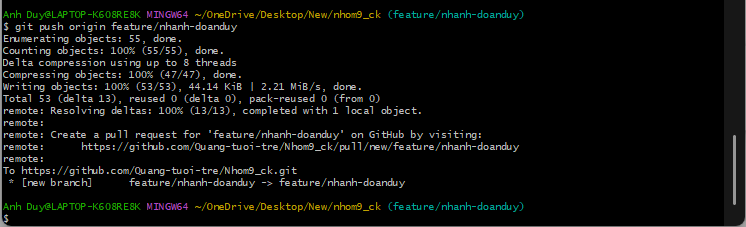 Anh Duy@LAPTOP-K6O8RE8K MINGW64 ~/OneDrive/Desktop/New/nhom9_ck (feature/nhanh-doanduy)
$ git push origin feature/nhanh-doanduy
Enumerating objects: 55, done.
Counting objects: 100% (55/55), done.
Delta compression using up to 8 threads
Compressing objects: 100% (47/47), done.
Writing objects: 100% (53/53), 44.14 KiB | 2.21 MiB/s, done.
Total 53 (delta 13), reused 0 (delta 0), pack-reused 0 (from 0)
remote: Resolving deltas: 100% (13/13), completed with 1 local object.
remote:
remote: Create a pull request for 'feature/nhanh-doanduy' on GitHub by visiting:
remote:      https://github.com/Quang-tuoi-tre/Nhom9_ck/pull/new/feature/nhanh-doanduy
remote:
To https://github.com/Quang-tuoi-tre/Nhom9_ck.git
 * [new branch]      feature/nhanh-doanduy -> feature/nhanh-doanduy
Anh Duy@LAPTOP-K6O8RE8K MINGW64 ~/OneDrive/Desktop/New/nhom9_ck (feature/nhanh-doanduy)
$